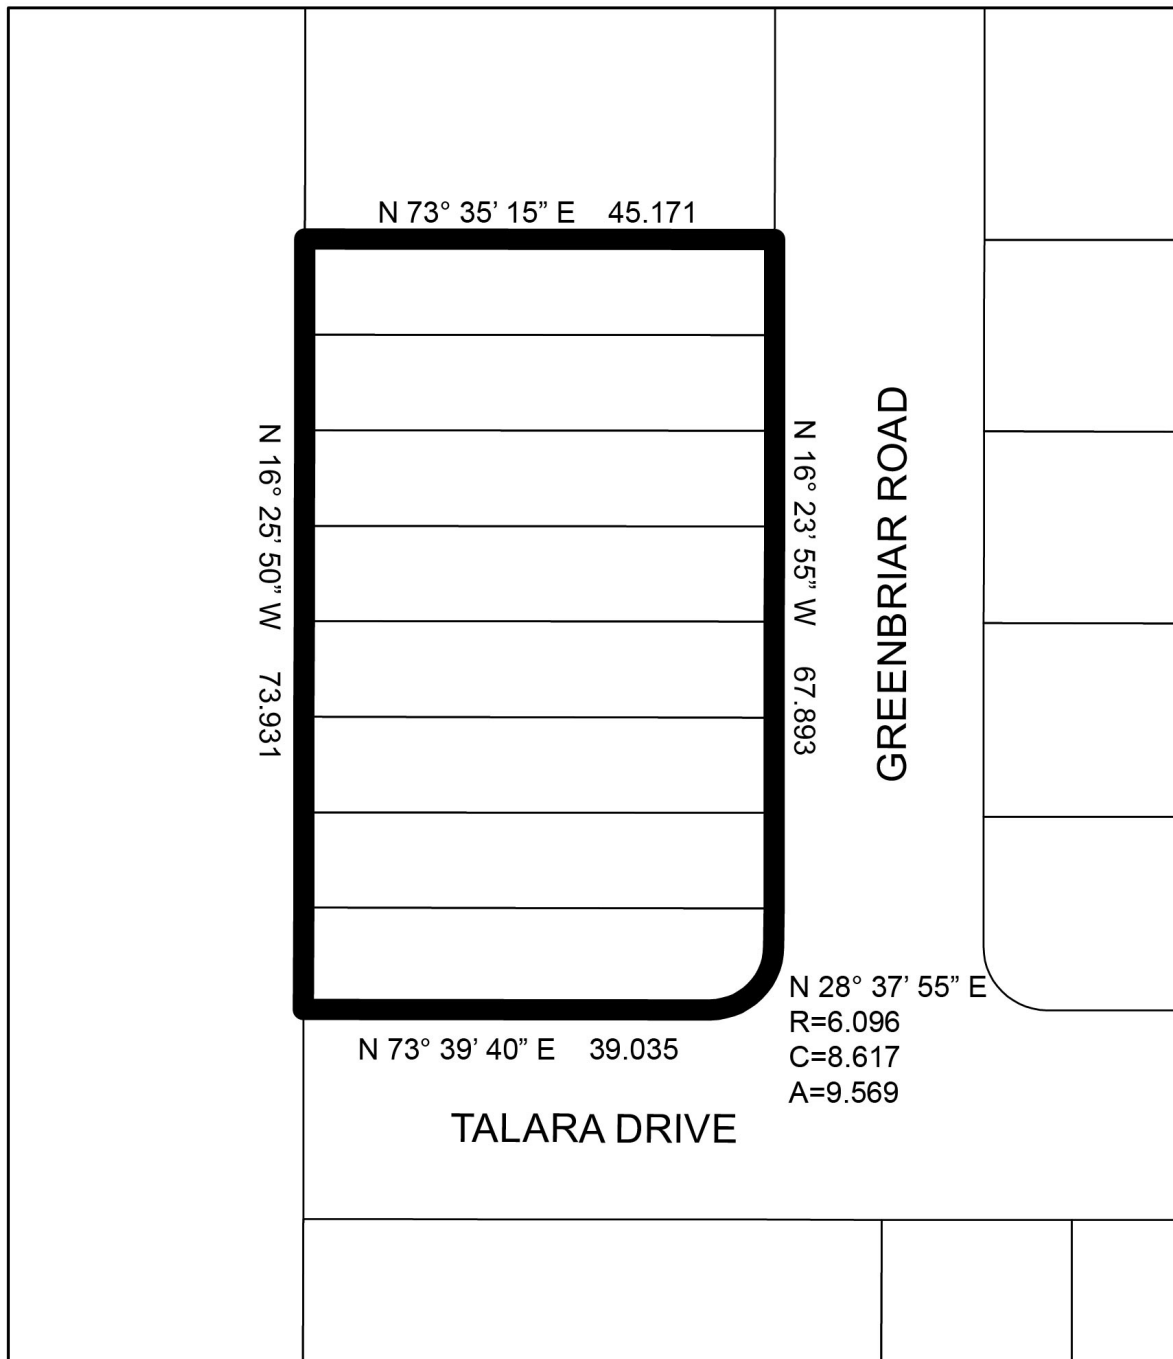 N 73° 35’ 15” E 45.171
N 16° 25’ 50” W 73.931
N 16° 23’ 55” W 67.893
GREENBRIAR ROAD
N 28° 37’ 55” E
R=6.096
C=8.617
A=9.569
N 73° 39’ 40” E 39.035
TALARA DRIVE